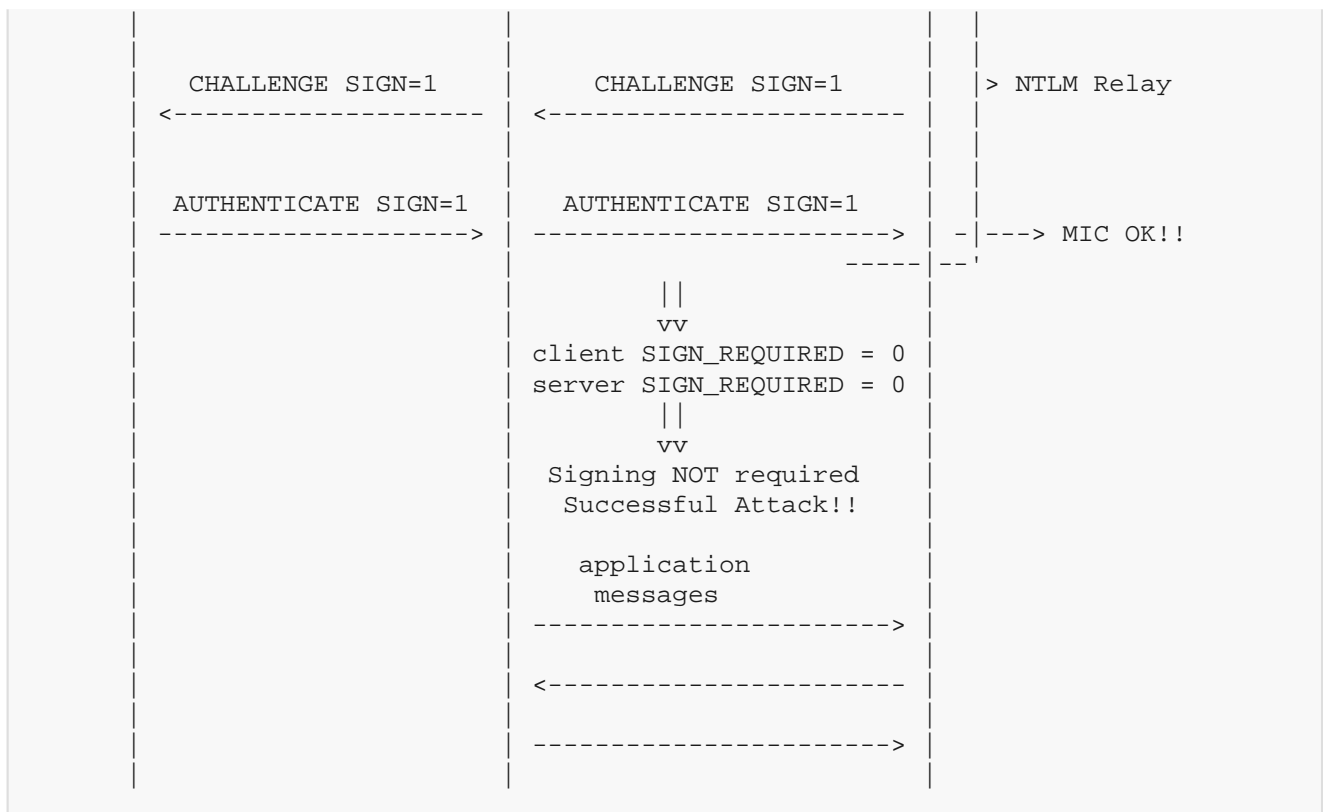 CHALLENGE SIGN=1 CHALLENGE SIGN=1 > NTLM Relay
<-------------------- <-----------------------
AUTHENTICATE SIGN=1 AUTHENTICATE SIGN=1
--------------------> -----------------------> -|---> MIC OK!!
-----|--'
||
vv
client SIGN_REQUIRED = 0
server SIGN_REQUIRED = 0
||
vv
Signing NOT required
Successful Attack!!
application
messages
----------------------->
<-----------------------
----------------------->